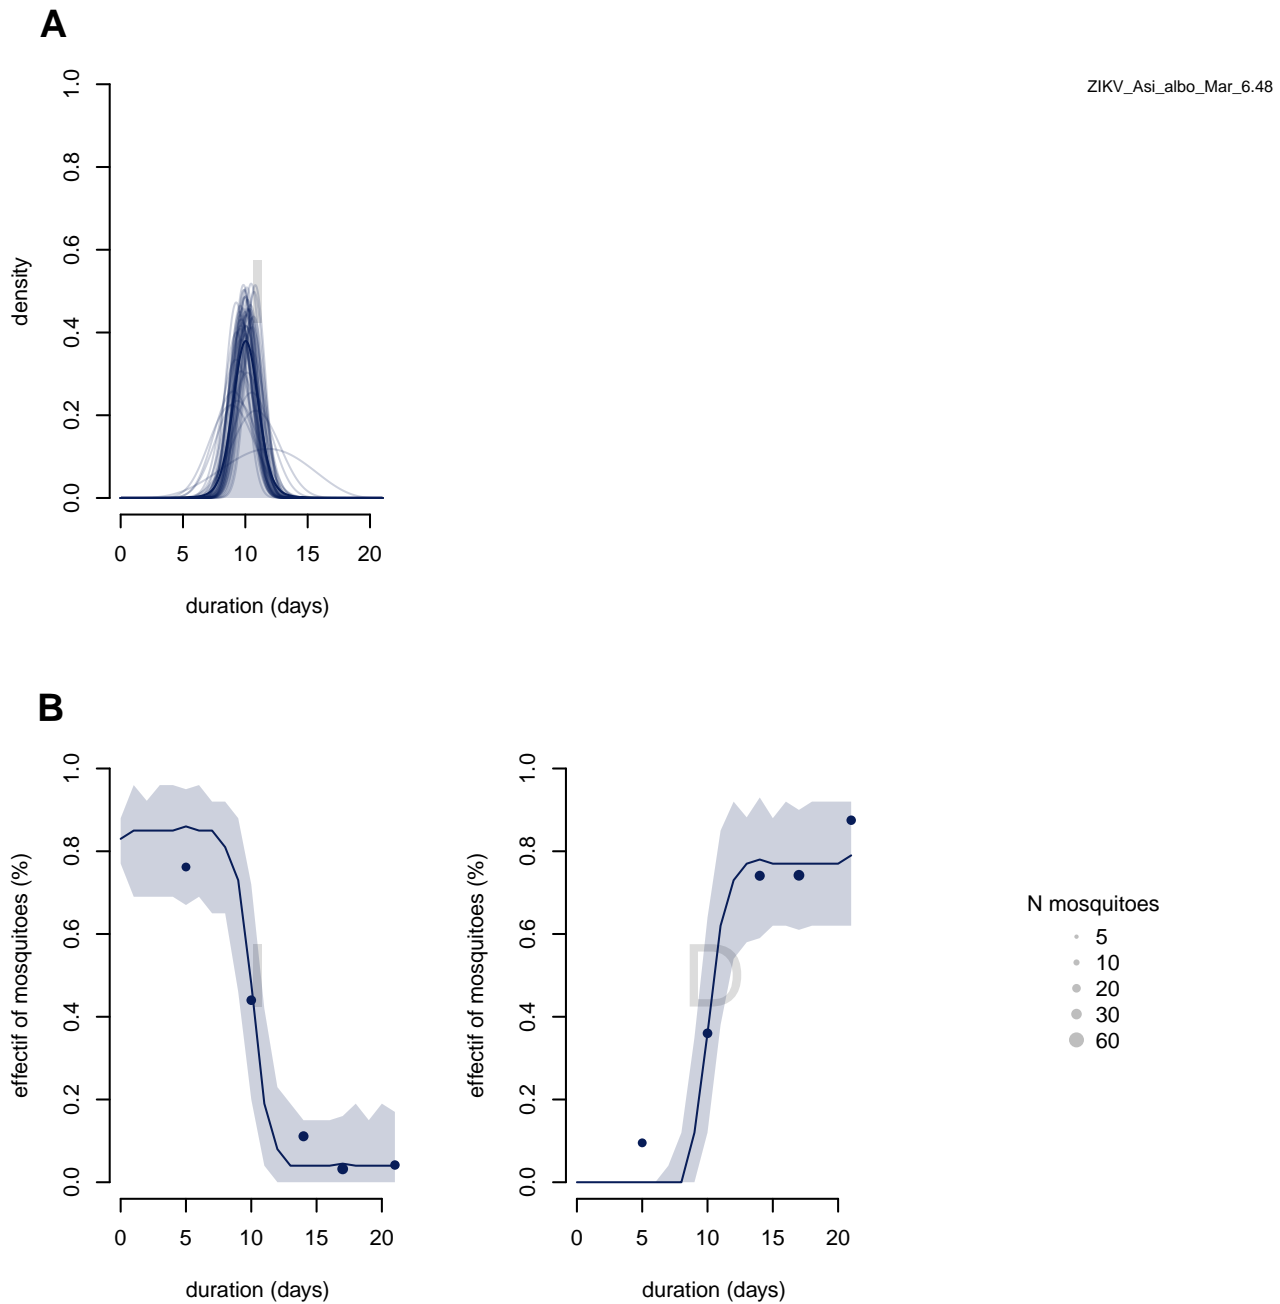 A
ZIKV_Asi_albo_Mar_6.48
1.0
0.8
0.6
0.4
0.2
0.0
density
I
0 5 10 15 20
duration (days)
B
1.0
0.8
0.6
0.4
0.2
0.0
effectif of mosquitoes (%)
I
0 5 10 15 20
duration (days)
1.0
0.8
0.6
0.4
0.2
0.0
effectif of mosquitoes (%)
D
0 5 10 15 20
duration (days)
N mosquitoes
5
10
20
30
60